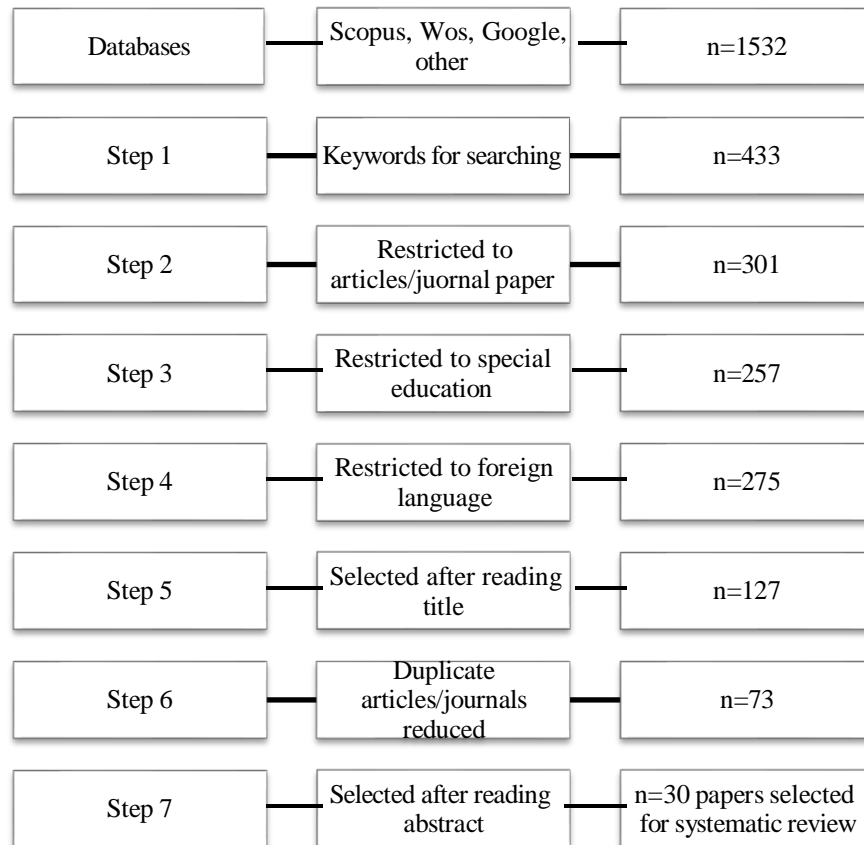 Databases
Scopus, Wos, Google,
other
n=1532
Step 1
Keywords for searching
n=433
Step 2
Restricted to
articles/juornal paper
n=301
Step 3
Restricted to special
education
n=257
Step 4
Restricted to foreign
language
n=275
Step 5
Selected after reading
title
n=127
Step 6
Duplicate
articles/journals
reduced
n=73
Step 7
Selected after reading
abstract
n=30 papers selected
for systematic review